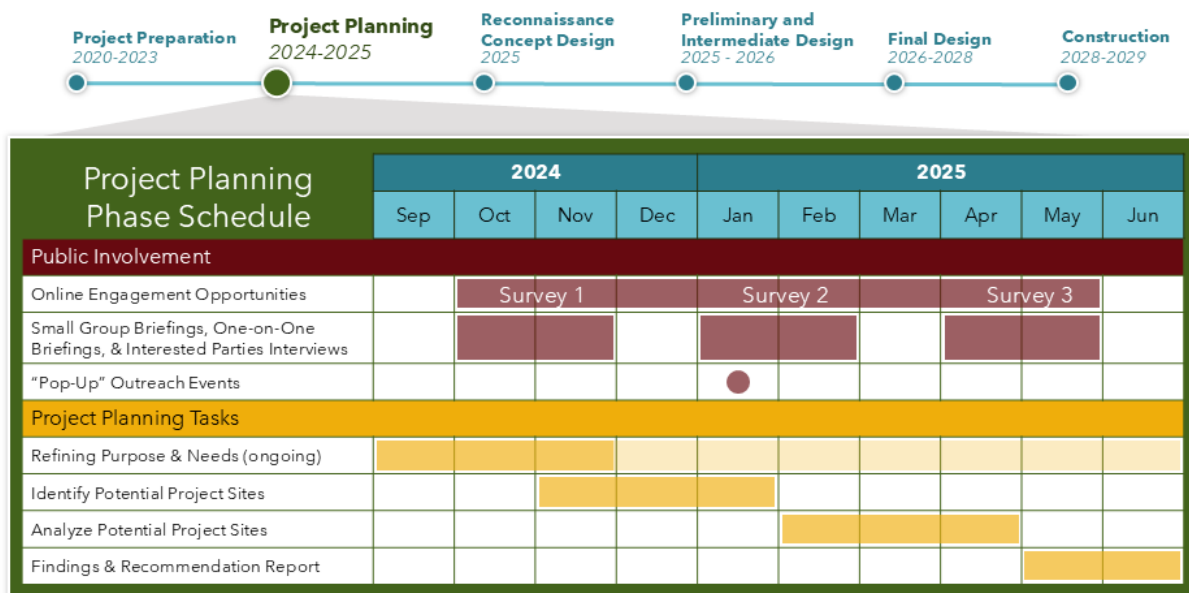 Project Preparation
2020-2023
Project Planning
2024-2025
Reconnaissance
Concept Design
2025
Preliminary and
Intermediate Design
2025 - 2026
Final Design
2026-2028
Construction
2028-2029
Project Planning
Phase Schedule
2024
2025
Sep Oct Nov Dec Jan Feb Mar Apr May Jun
Public Involvement
Online Engagement Opportunities
Survey 1 Survey 2 Survey 3
Small Group Briefings, One-on-One
Briefings, & Interested Parties Interviews
“Pop-Up” Outreach Events
Project Planning Tasks
Refining Purpose & Needs (ongoing)
Identify Potential Project Sites
Analyze Potential Project Sites
Findings & Recommendation Report